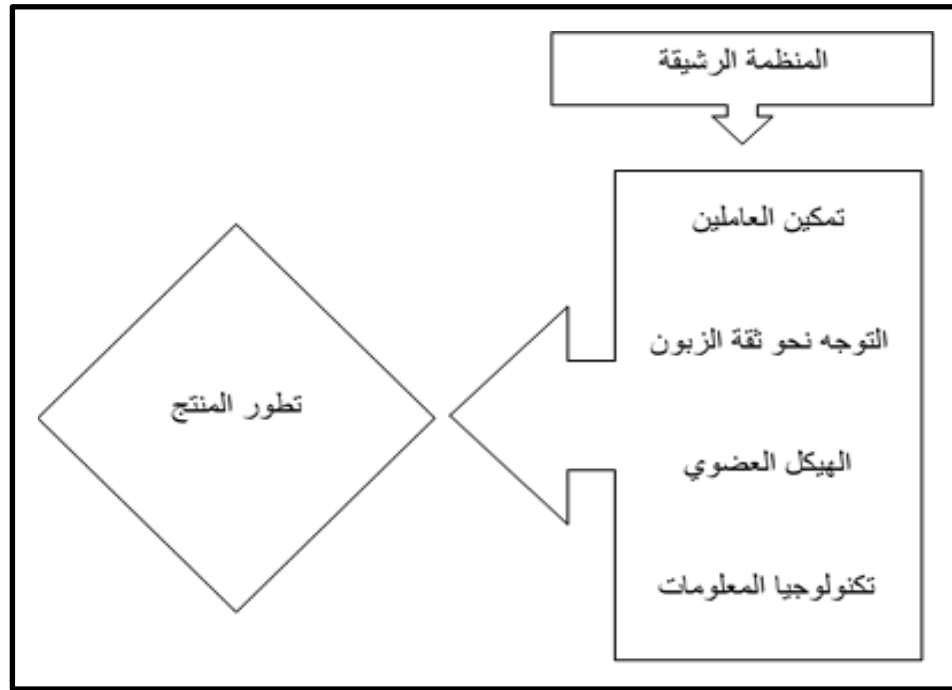 المنظمة الرشيقة
تمكين العاملين
التوجه نحو ثقة الزبون
الهيكل العضوي
تكنولوجيا المعلومات
تطور المنتج